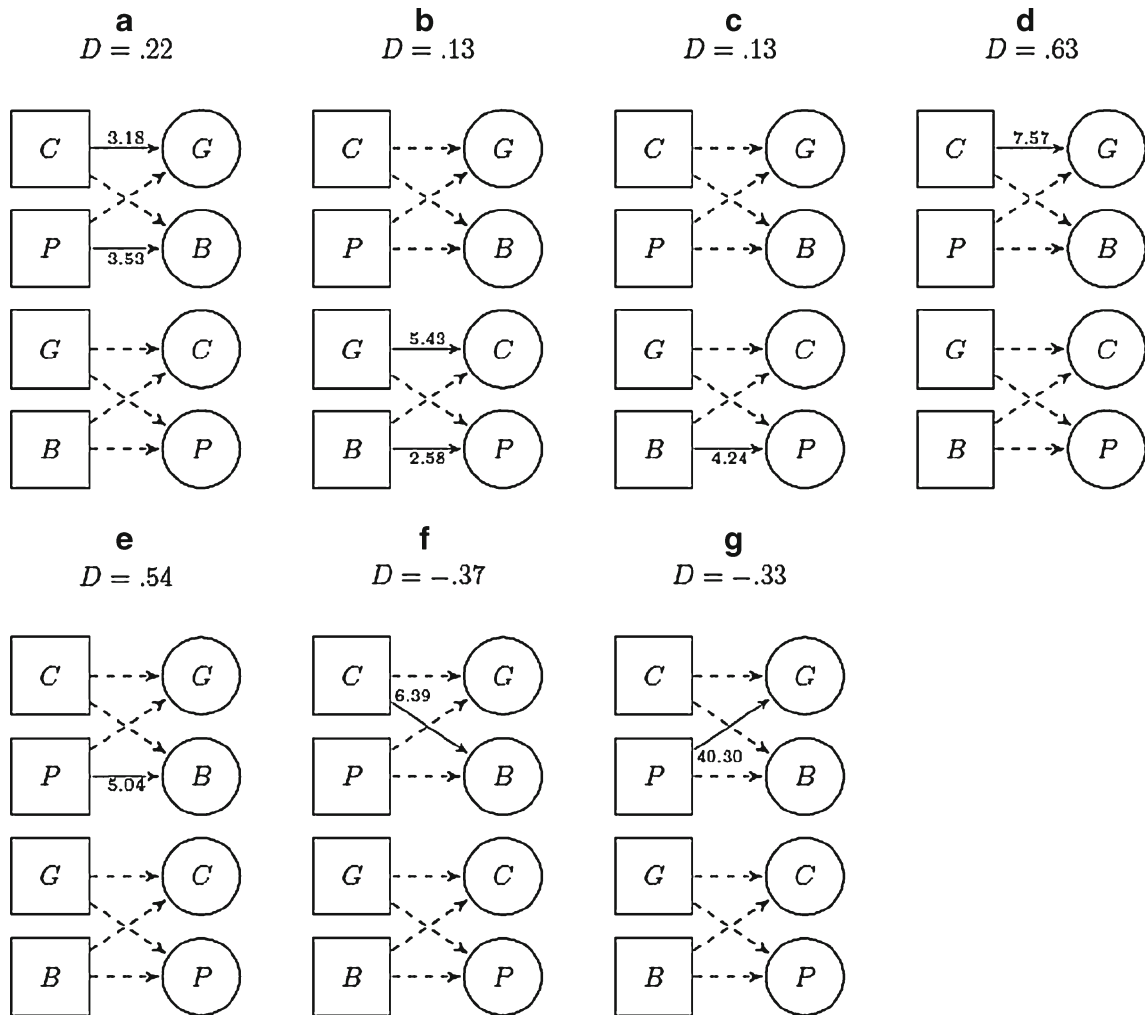 a b c d
D = .22 D = .13 D = .13 D = .63
C 3.18 G C G C G C 7.57 G
P 3.53 B P B P B P B
G C G 5.43 C G C G C
B P B 2.58 P B 4.24 P B P
e f g
D = .54 D = −.37 D = −.33
C G C 6.39 G C G
P 5.04 B P B P 40.30 B
G C G C G C
B P B P B P